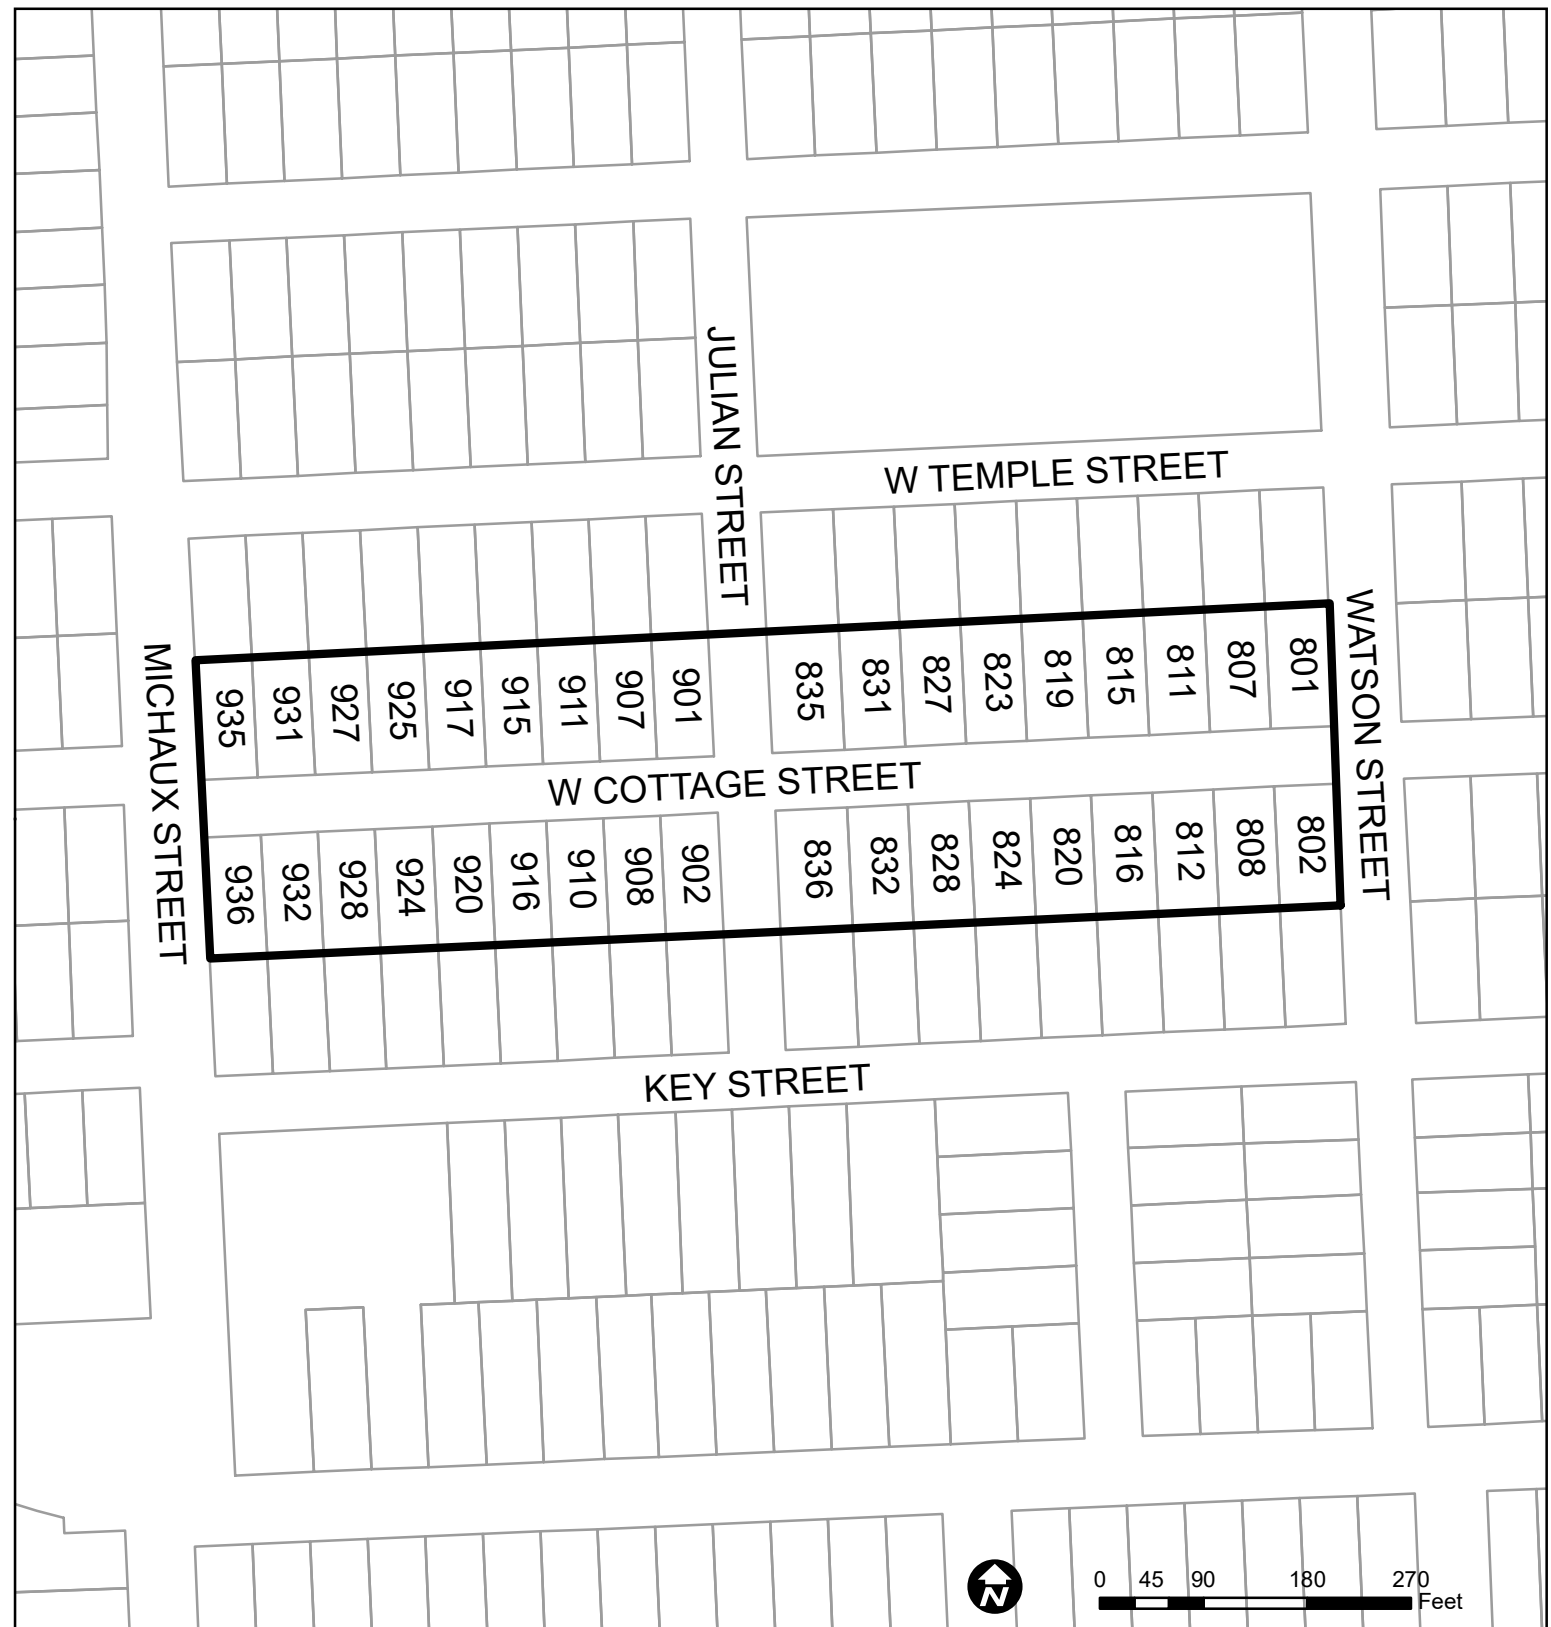 JULIAN STREET
W TEMPLE STREET
MICHAUX STREET
WATSON STREET
935 931 927 925 917 915 911 907 901 835 831 827 823 819 815 811 807 801
W COTTAGE STREET
936 932 928 924 920 916 910 908 902 836 832 828 824 820 816 812 808 802
KEY STREET
N
0 45 90 180 270
Feet